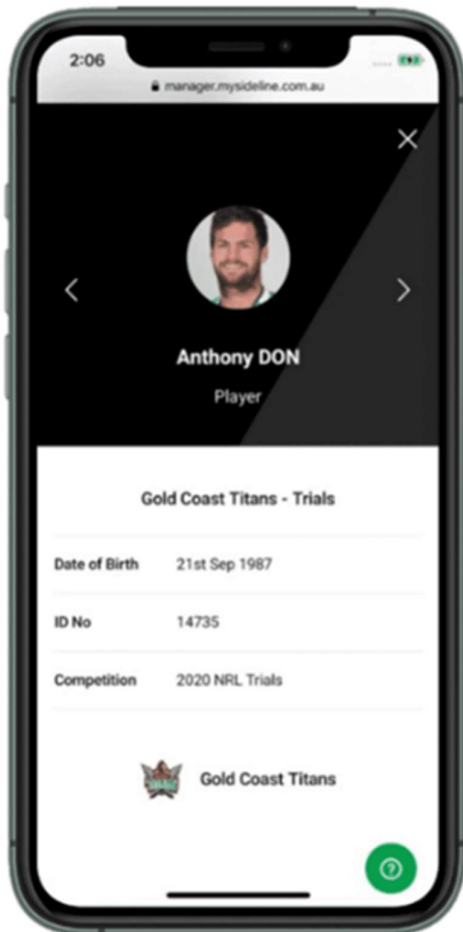 2:06
manager.mysideline.com.au
Anthony DON
Player
Gold Coast Titans - Trials
Date of Birth 21st Sep 1987
ID No 14735
Competition 2020 NRL Trials
Gold Coast Titans